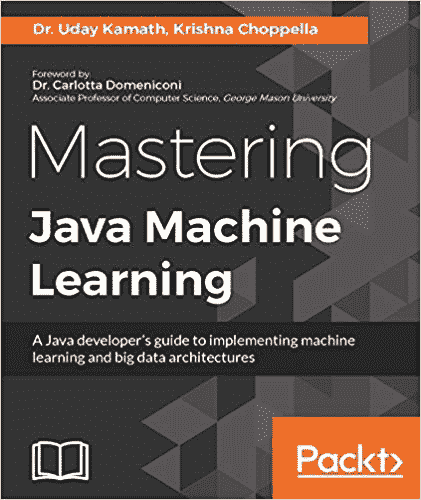 Dr. Uday Kamath, Krishna Choppella
Foreword by
Dr. Carlotta Domeniconi
Associate Professor of Computer Science, George Mason University
Mastering
Java Machine
Learning
A Java developer's guide to implementing machine
learning and big data architectures
Packt>